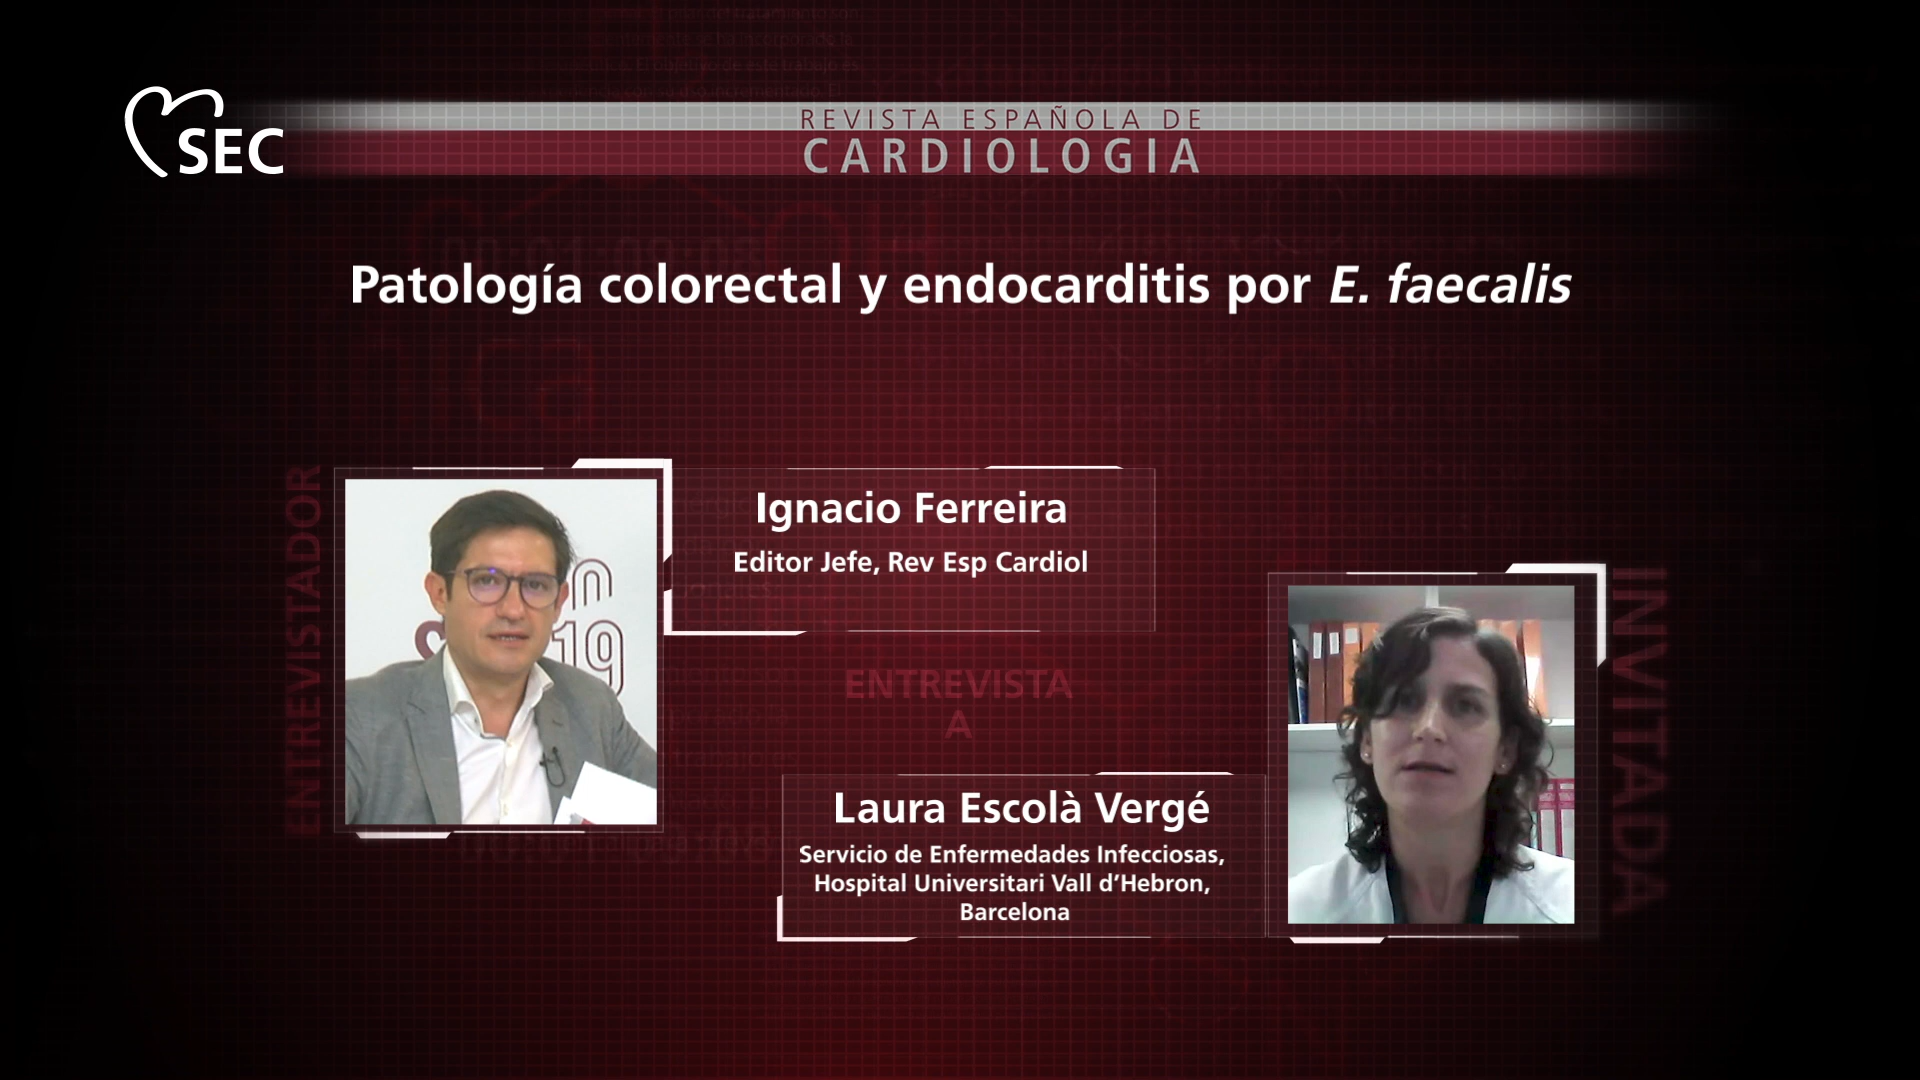 SEC
REVISTA ESPAÑOLA DE
CARDIOLOGIA
Patología colorectal y endocarditis por E. faecalis
ENTREVISTADOR
Ignacio Ferreira
Editor Jefe, Rev Esp Cardiol
19
ENTREVISTA
A
INVITADA
Laura Escolà Vergé
Servicio de Enfermedades Infecciosas,
Hospital Universitari Vall d’Hebron,
Barcelona